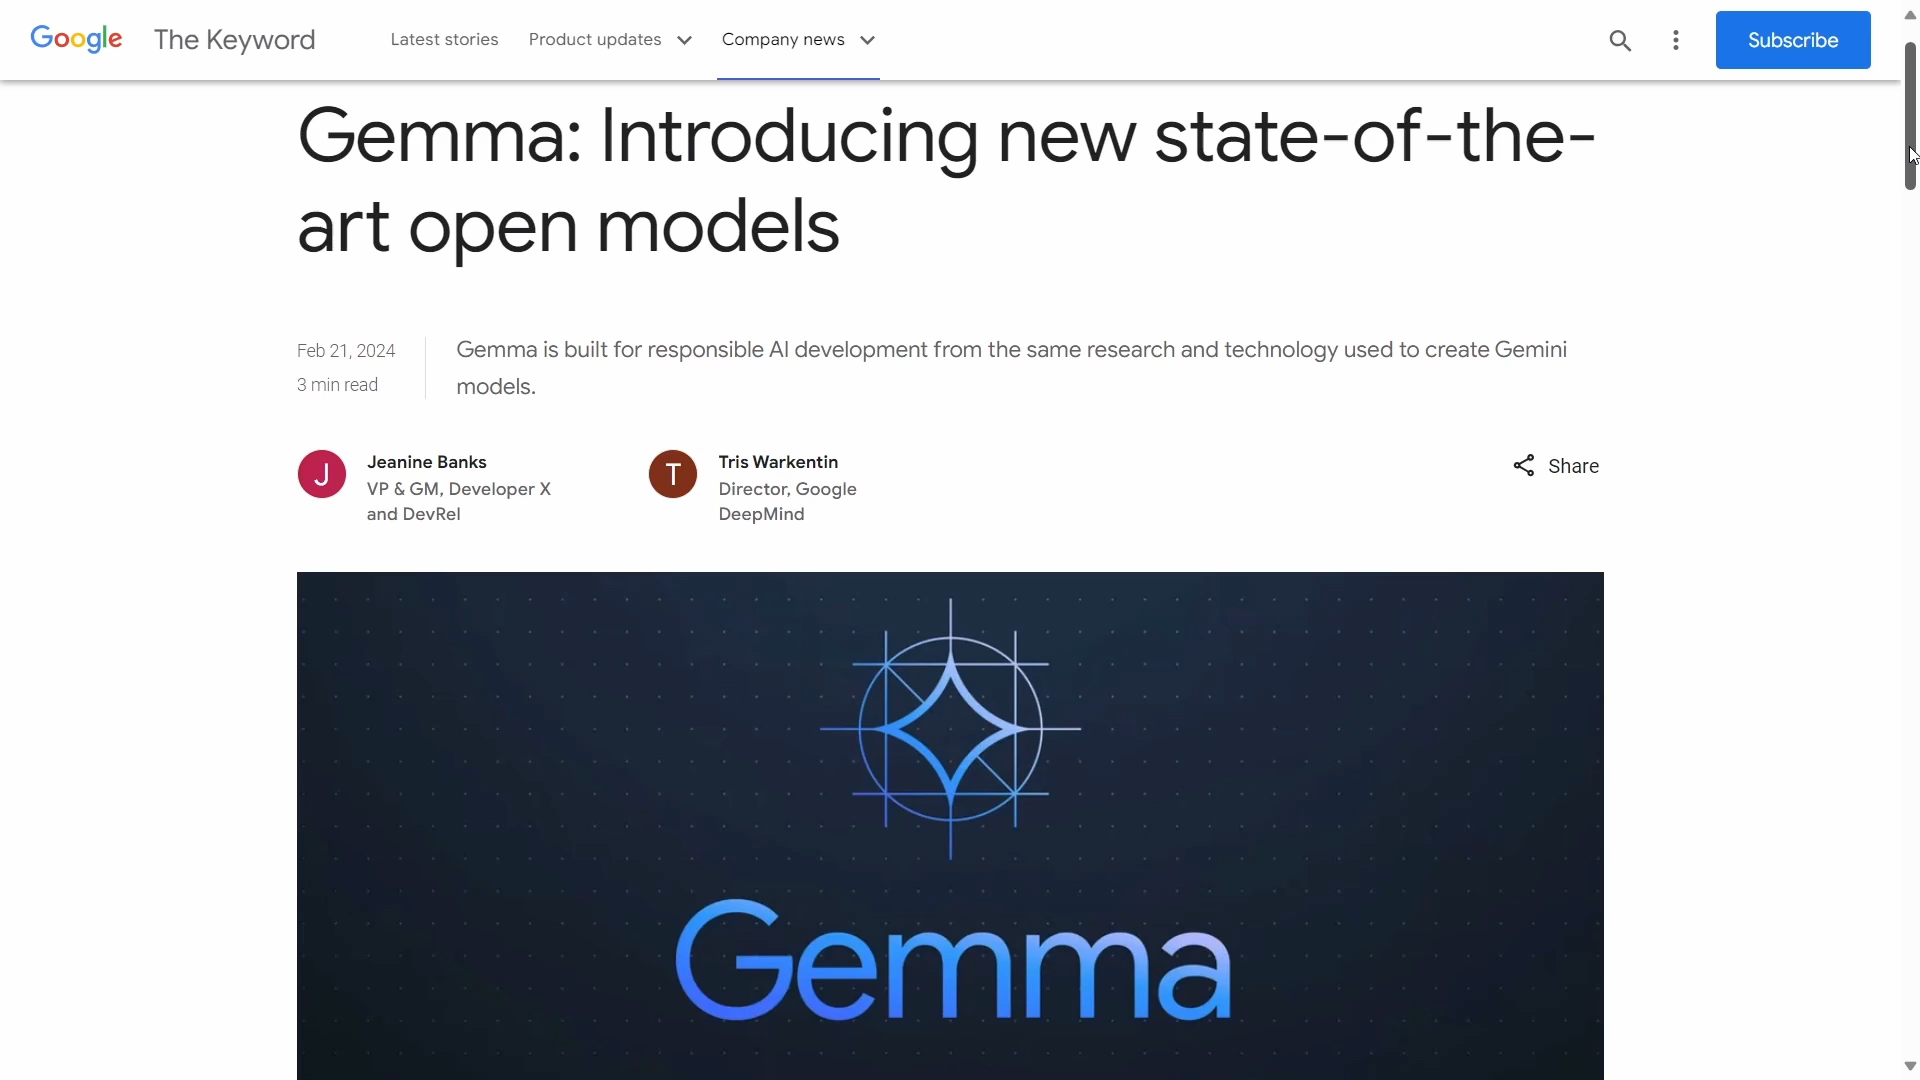 Google The Keyword Latest stories Product updates Company news Subscribe
Gemma: Introducing new state-of-the-
art open models
Feb 21, 2024
3 min read
Gemma is built for responsible AI development from the same research and technology used to create Gemini
models.
J
Jeanine Banks
VP & GM, Developer X
and DevRel
T
Tris Warkentin
Director, Google
DeepMind
Share
Gemma